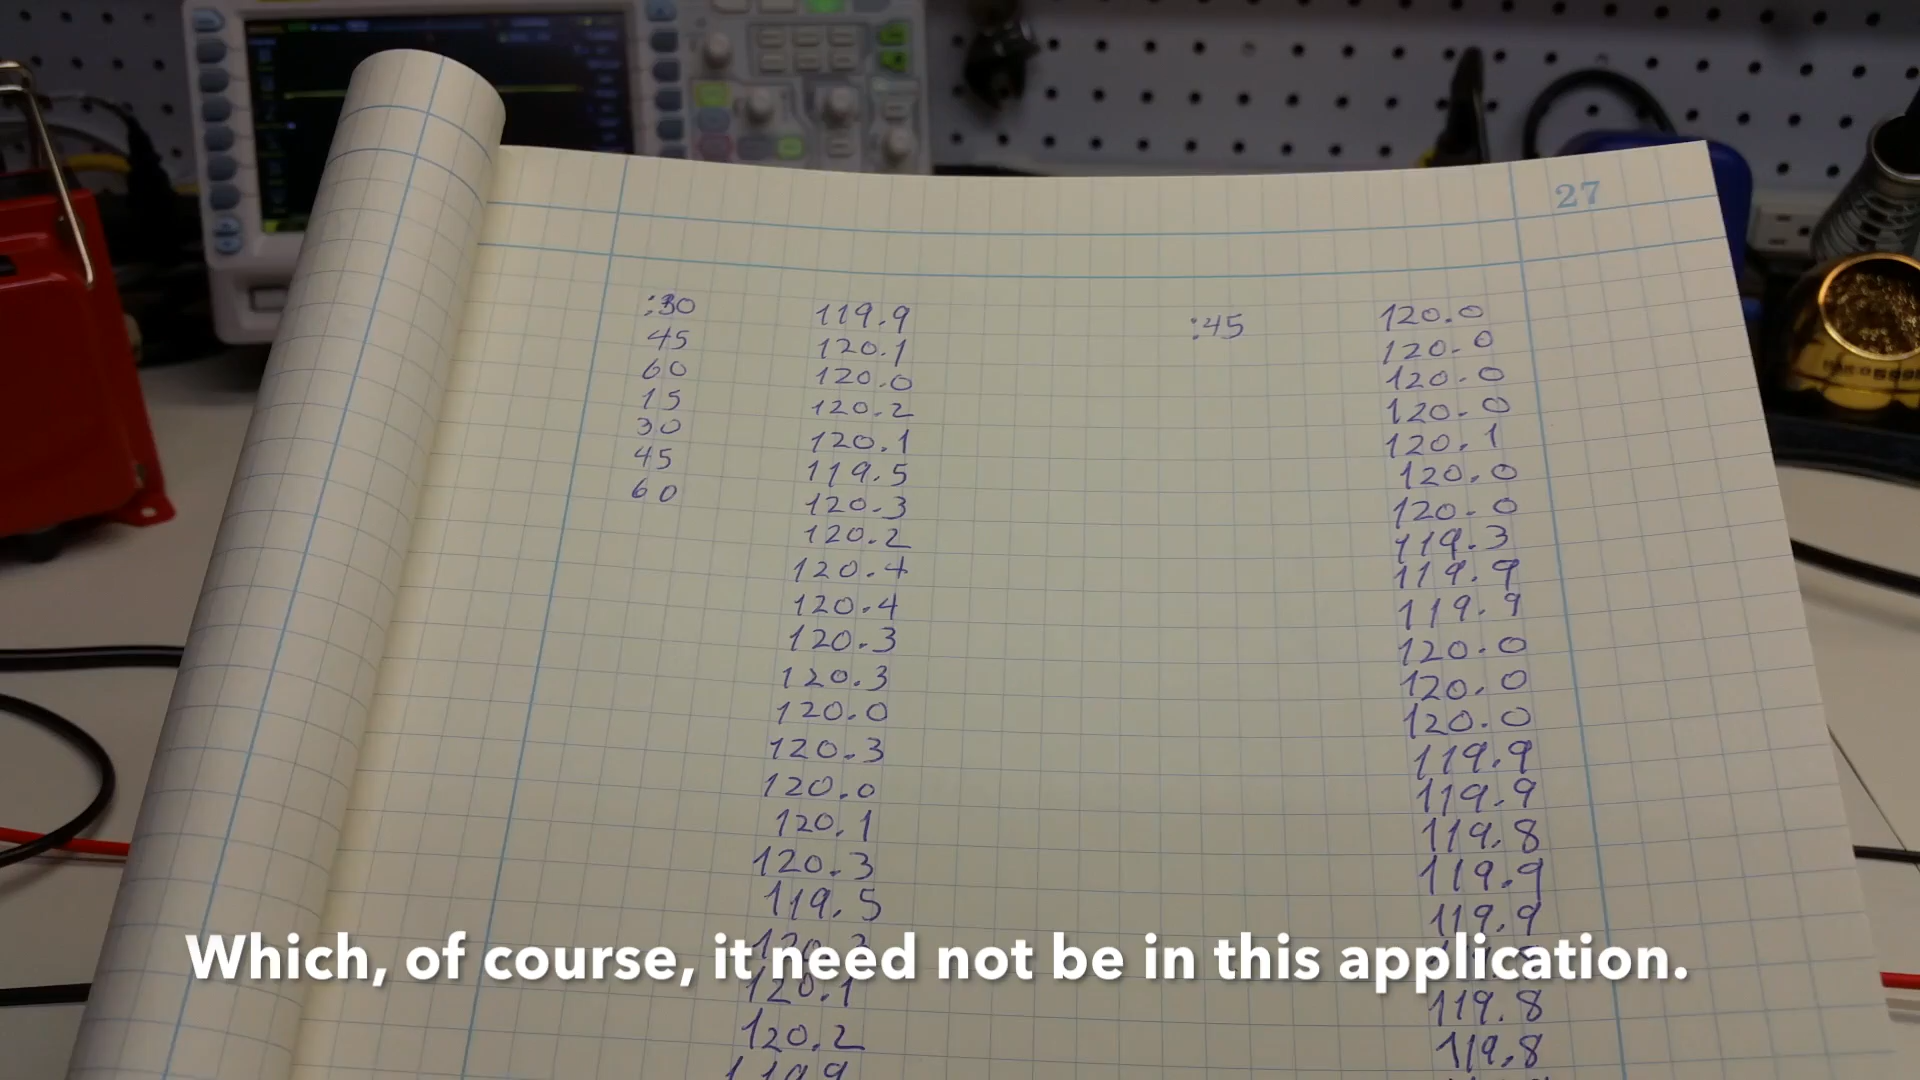 27
:30 119.9 :45 120.0
45 120.1 120.0
60 120.0 120.0
15 120.2 120.0
30 120.1 120.1
45 119.5 120.0
60 120.3 120.0
120.2 119.3
120.4 119.9
120.4 119.9
120.3 120.0
120.3 120.0
120.0 120.0
120.3 119.9
120.0 119.9
120.1 119.8
120.3 119.9
119.5 119.9
Which, of course, it need not be in this application.
120.1 119.8
120.2 119.8